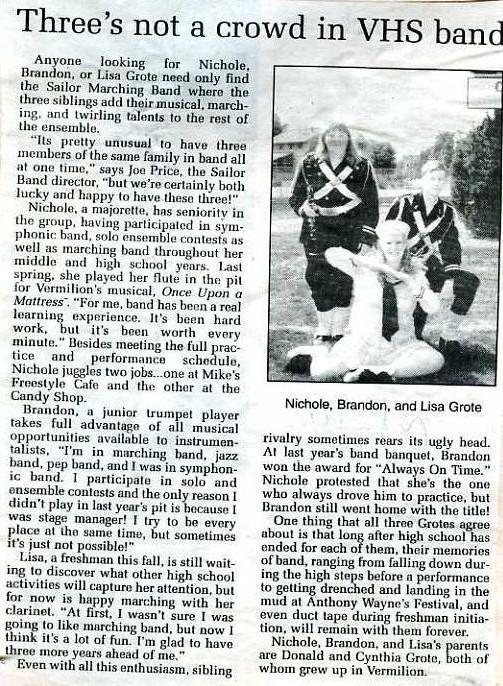 Three's not a crowd in VHS band
Anyone looking for Nichole,
Brandon, or Lisa Grote need only find
the Sailor Marching Band where the
three siblings add their musical, march-
ing, and twirling talents to the rest of
the ensemble.
"Its pretty unusual to have three
members of the same family in band all
at one time," says Joe Price, the Sailor
Band director, "but we're certainly both
lucky and happy to have these three!"
Nichole, a majorette, has seniority in
the group, having participated in sym-
phonic band, solo ensemble contests as
well as marching band throughout her
middle and high school years. Last
spring, she played her flute in the pit
for Vermilion's musical, Once Upon a
Mattress". "For me, band has been a real
learning experience. It's been hard
work, but it's been worth every
minute." Besides meeting the full prac-
tice and performance schedule,
Nichole juggles two jobs...one at Mike's
Freestyle Cafe and the other at the
Candy Shop.
Brandon, a junior trumpet player
takes full advantage of all musical
opportunities available to instrumen-
talists, "I'm in marching band, jazz
band, pep band, and I was in symphon-
ic band. I participate in solo and
ensemble contests and the only reason I
didn't play in last year's pit is because I
was stage manager! I try to be every
place at the same time, but sometimes
it's just not possible!"
Lisa, a freshman this fall, is still wait-
ing to discover what other high school
activities will capture her attention, but
for now is happy marching with her
clarinet. "At first, I wasn't sure I was
going to like marching band, but now I
think it's a lot of fun. I'm glad to have
three more years ahead of me."
Even with all this enthusiasm, sibling
Nichole, Brandon, and Lisa Grote
rivalry sometimes rears its ugly head.
At last year's band banquet, Brandon
won the award for "Always On Time."
Nichole protested that she's the one
who always drove him to practice, but
Brandon still went home with the title!
One thing that all three Grotes agree
about is that long after high school has
ended for each of them, their memories
of band, ranging from falling down dur-
ing the high steps before a performance
to getting drenched and landing in the
mud at Anthony Wayne's Festival, and
even duct tape during freshman initia-
tion, will remain with them forever.
Nichole, Brandon, and Lisa's parents
are Donald and Cynthia Grote, both of
whom grew up in Vermilion.